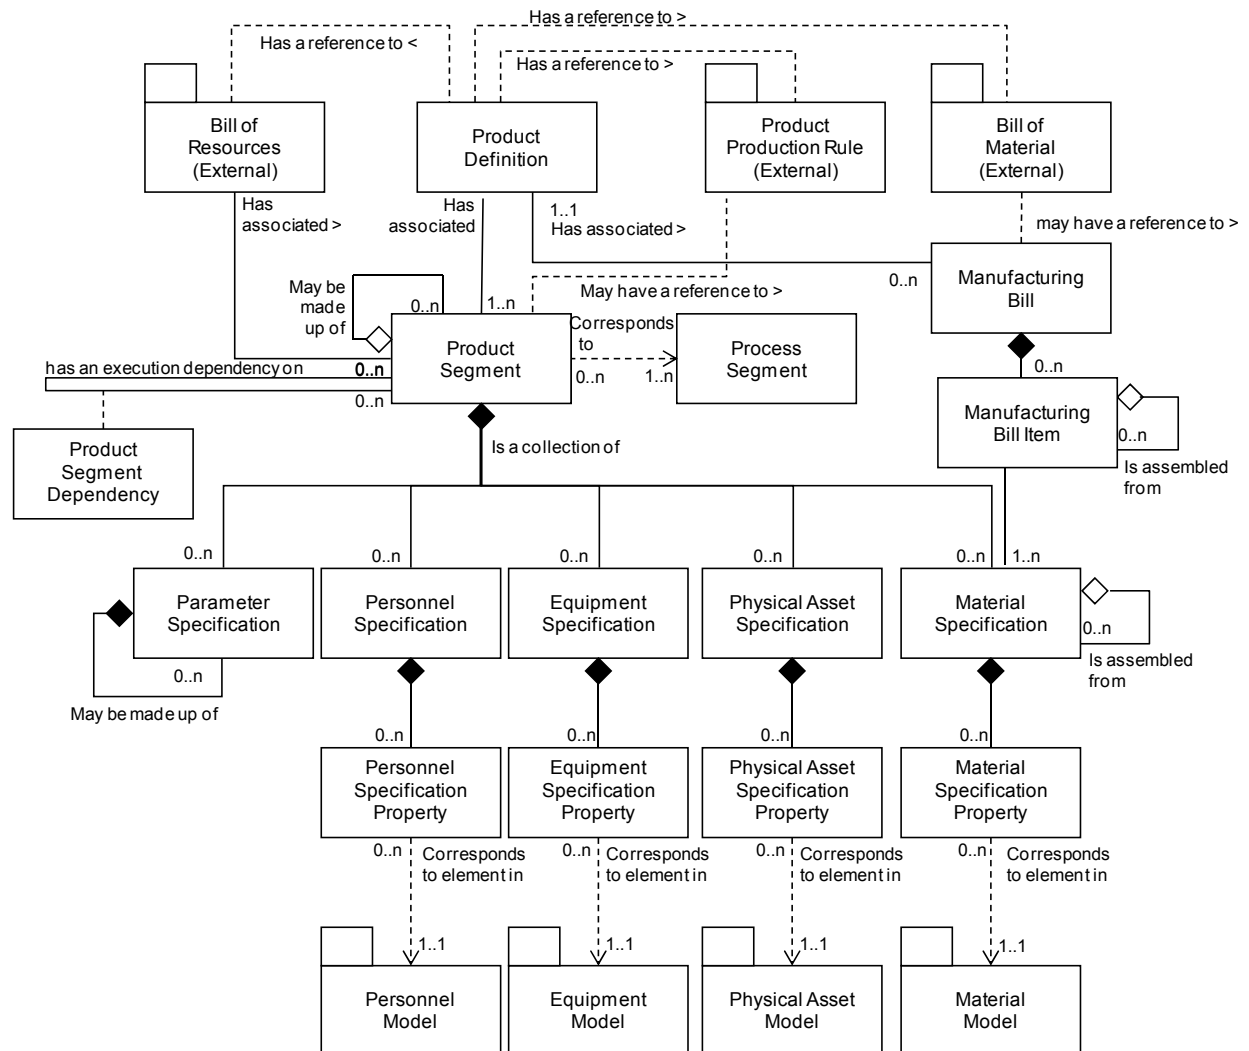 Has a reference to >
Has a reference to <
Has a reference to >
Bill of
Resources
(External)
Product
Definition
Product
Production Rule
(External)
Bill of
Material
(External)
Has
associated >
Has
associated
1..1
Has associated >
may have a reference to >
0..n
Manufacturing
Bill
May be
made
up of
0..n
1..n
May have a reference to >
Corresponds
to
Product
Segment
Process
Segment
0..n
1..n
has an execution dependency on
0..n
0..n
0..n
Manufacturing
Bill Item
0..n
Is assembled
from
Product
Segment
Dependency
Is a collection of
0..n
0..n
0..n
0..n
0..n
1..n
Parameter
Specification
Personnel
Specification
Equipment
Specification
Physical Asset
Specification
Material
Specification
0..n
Is assembled
from
0..n
May be made up of
0..n
0..n
0..n
0..n
Personnel
Specification
Property
Equipment
Specification
Property
Physical Asset
Specification
Property
Material
Specification
Property
0..n
Corresponds
to element in
0..n
Corresponds
to element in
0..n
Corresponds
to element in
0..n
Corresponds
to element in
1..1
1..1
1..1
1..1
Personnel
Model
Equipment
Model
Physical Asset
Model
Material
Model